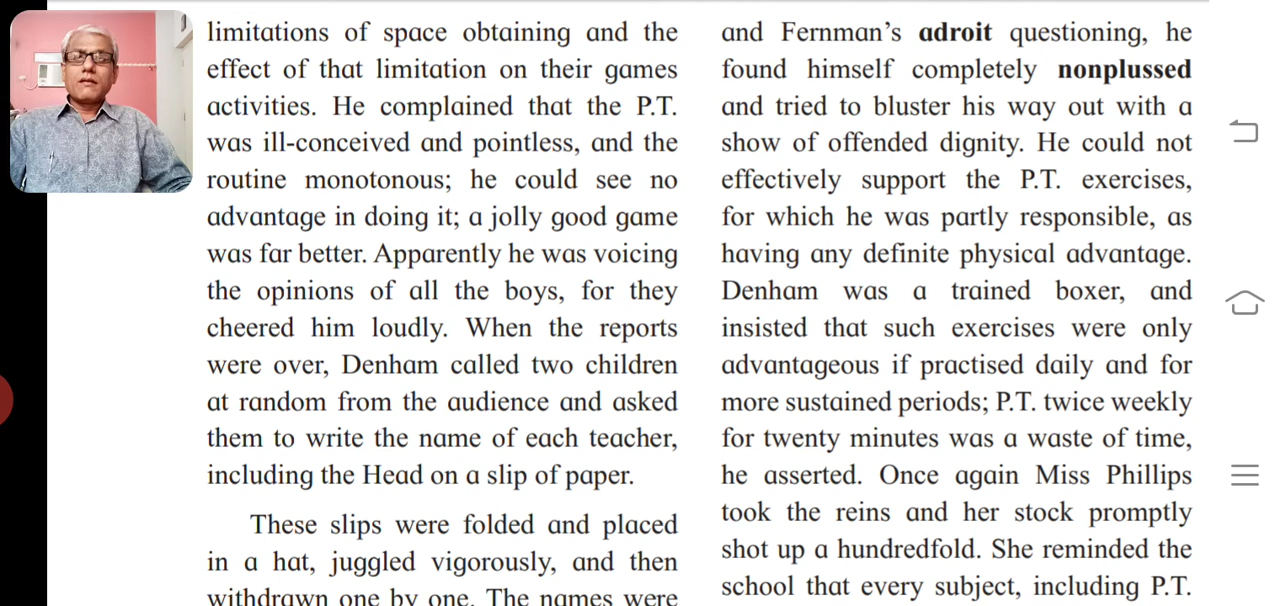 limitations of space obtaining and the
effect of that limitation on their games
activities. He complained that the P.T.
was ill-conceived and pointless, and the
routine monotonous; he could see no
advantage in doing it; a jolly good game
was far better. Apparently he was voicing
the opinions of all the boys, for they
cheered him loudly. When the reports
were over, Denham called two children
at random from the audience and asked
them to write the name of each teacher,
including the Head on a slip of paper.
These slips were folded and placed
in a hat, juggled vigorously, and then
withdrawn one by one. The names were
and Fernman's adroit questioning, he
found himself completely nonplussed
and tried to bluster his way out with a
show of offended dignity. He could not
effectively support the P.T. exercises,
for which he was partly responsible, as
having any definite physical advantage.
Denham was a trained boxer, and
insisted that such exercises were only
advantageous if practised daily and for
more sustained periods; P.T. twice weekly
for twenty minutes was a waste of time,
he asserted. Once again Miss Phillips
took the reins and her stock promptly
shot up a hundredfold. She reminded the
school that every subject, including P.T.